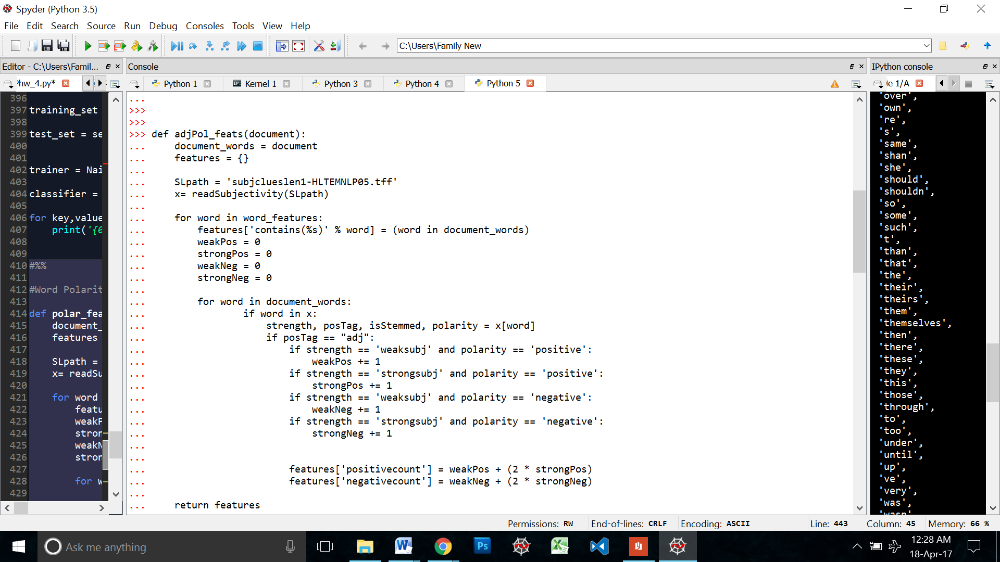 Spyder (Python 3.5)
File Edit Search Source Run Debug Consoles Tools View Help
C:\Users\Family New
Editor - C:\Users\Famil...
Console
IPython console
hw_4.py*
Python 1
IP: Kernel 1
Python 3
Python 4
Python 5
le 1/A
396
397 training_set
398
399 test_set = se
400
401
402 trainer = Nai
403
404 classifier =
405
406 for key,value
407 print('{0
408
409
410 #%%
411
412 #Word Polarit
413
414 def polar_fea
415 document_
416 features
417
418 SLpath =
419 x= readSu
420
421 for word
422 featu
423 weakP
424 stron
425 weakN
426 stron
427
428 for w
429
...
>>>
>>>
>>> def adjPol_feats(document):
... document_words = document
... features = {}
...
... SLpath = 'subjclueslen1-HLTEMNLP05.tff'
... x= readSubjectivity(SLpath)
...
... for word in word_features:
... features['contains(%s)' % word] = (word in document_words)
... weakPos = 0
... strongPos = 0
... weakNeg = 0
... strongNeg = 0
...
... for word in document_words:
... if word in x:
... strength, posTag, isStemmed, polarity = x[word]
... if posTag == "adj":
... if strength == 'weaksubj' and polarity == 'positive':
... weakPos += 1
... if strength == 'strongsubj' and polarity == 'positive':
... strongPos += 1
... if strength == 'weaksubj' and polarity == 'negative':
... weakNeg += 1
... if strength == 'strongsubj' and polarity == 'negative':
... strongNeg += 1
...
...
... features['positivecount'] = weakPos + (2 * strongPos)
... features['negativecount'] = weakNeg + (2 * strongNeg)
...
... return features
'over',
'own',
're',
's',
'same',
'shan',
'she',
'should',
'shouldn',
'so',
'some',
'such',
't',
'than',
'that',
'the',
'their',
'theirs',
'them',
'themselves',
'then',
'there',
'these',
'they',
'this',
'those',
'through',
'to',
'too',
'under',
'until',
'up',
've',
'very',
'was',
'wasn',
Permissions: RW End-of-lines: CRLF Encoding: ASCII Line: 443 Column: 45 Memory: 66 %
Ask me anything
W
Ps
X
12:28 AM
18-Apr-17